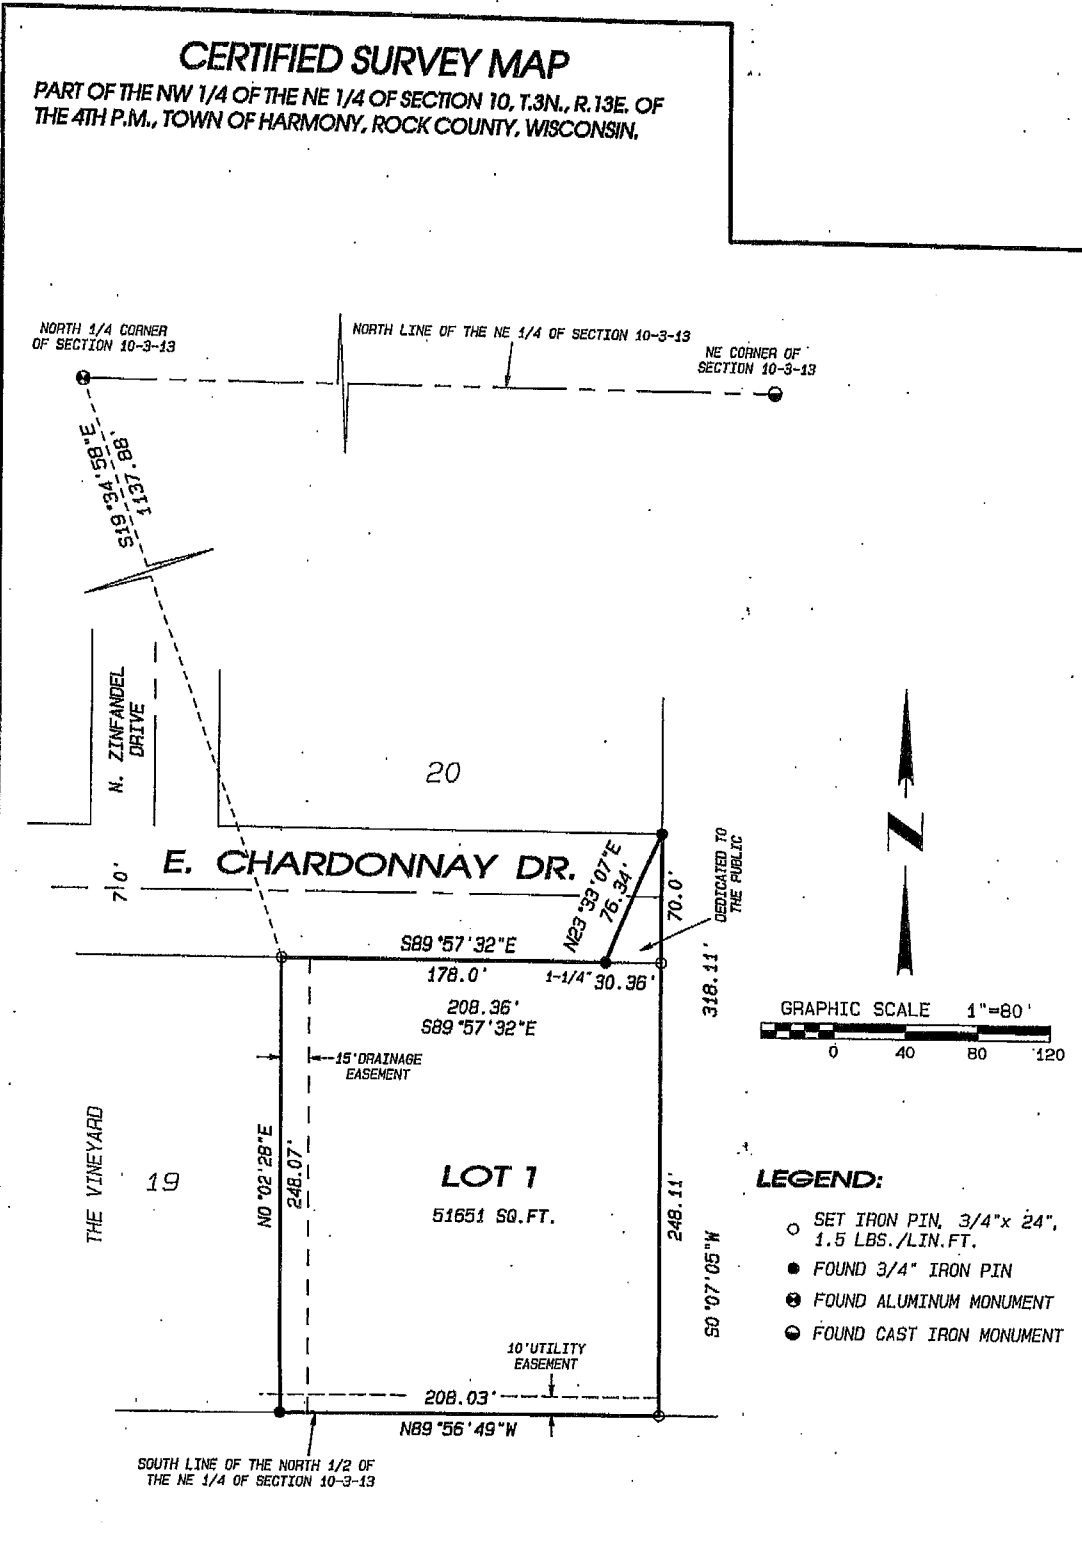 CERTIFIED SURVEY MAP
PART OF THE NW 1/4 OF THE NE 1/4 OF SECTION 10, T.3N., R.13E. OF
THE 4TH P.M., TOWN OF HARMONY, ROCK COUNTY, WISCONSIN.
NORTH 1/4 CORNER
OF SECTION 10-3-13
NORTH LINE OF THE NE 1/4 OF SECTION 10-3-13
NE CORNER OF
SECTION 10-3-13
S19°34'58"E
1137.88'
N. ZINFANDEL
DRIVE
20
E. CHARDONNAY DR.
70'
N23°33'07"E
76.34'
70.0'
DEDICATED TO
THE PUBLIC
S89°57'32"E
178.0'
1-1/4" 30.36'
208.36'
S89°57'32"E
318.11'
GRAPHIC SCALE 1"=80'
0 40 80 120
15'DRAINAGE
EASEMENT
THE VINEYARD
19
N0°02'28"E
248.07'
LOT 1
51651 SQ.FT.
248.11'
S0°07'05"W
LEGEND:
SET IRON PIN, 3/4"x 24",
1.5 LBS./LIN.FT.
FOUND 3/4" IRON PIN
FOUND ALUMINUM MONUMENT
FOUND CAST IRON MONUMENT
10'UTILITY
EASEMENT
208.03'
N89°56'49"W
SOUTH LINE OF THE NORTH 1/2 OF
THE NE 1/4 OF SECTION 10-3-13
N